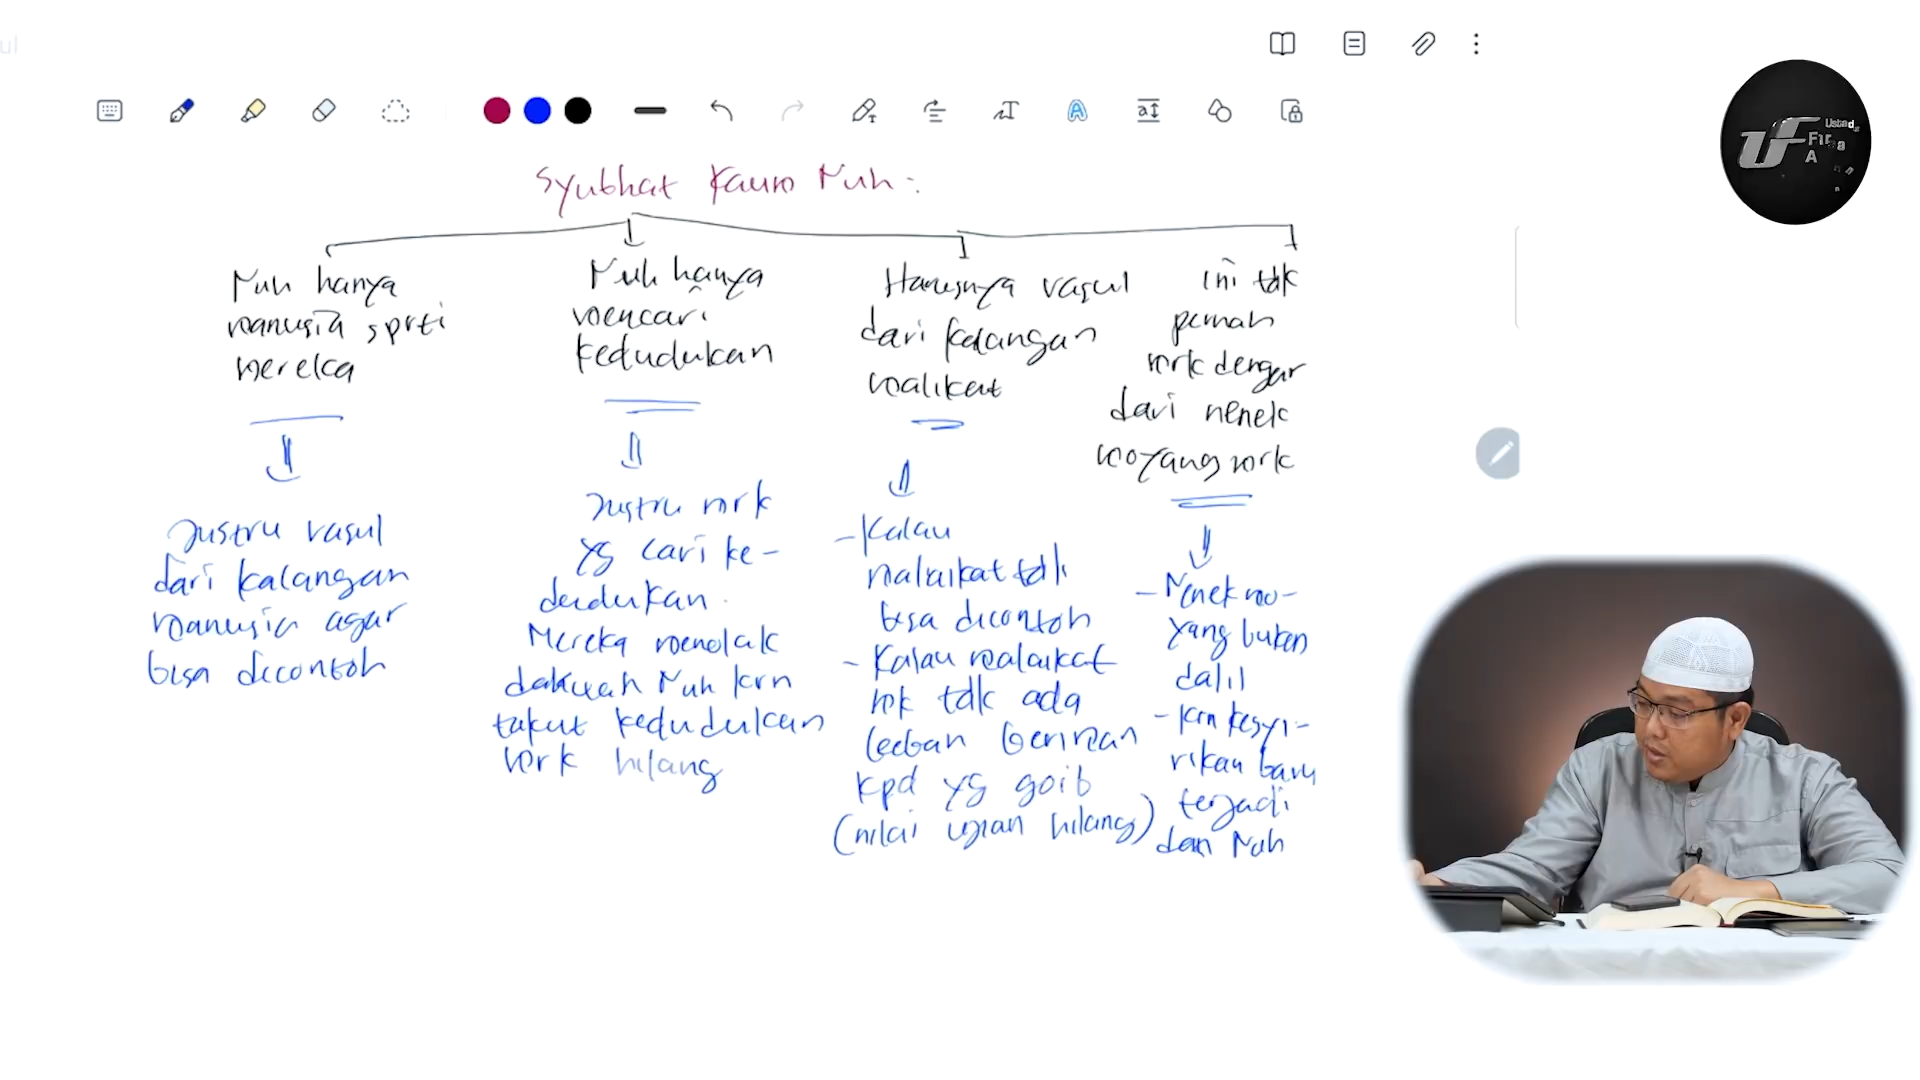 ul
Ustad
Syubhat Kaum Nuh :
Nuh hanya
manusia sprti
mereka
Nuh hanya
mencari
kedudukan
Harusnya rasul
dari kalangan
malikat
ini tdk
pernah
mrk dengar
dari nenek
moyang mrk
Justru rasul
dari kalangan
manusia agar
bisa dicontoh
Justru mrk
yg cari ke-
dudukan.
Mereka menolak
dakwah Nuh krn
takut kedudukan
mrk hilang
- Kalau
malaikat tdk
bisa dicontoh
- Kalau malaikat
mk tdk ada
beban beriman
kpd yg goib
(nilai ujian hilang)
- Nenek mo-
yang bukan
dalil
- krn kesyi-
rikan baru
terjadi
dan Nuh